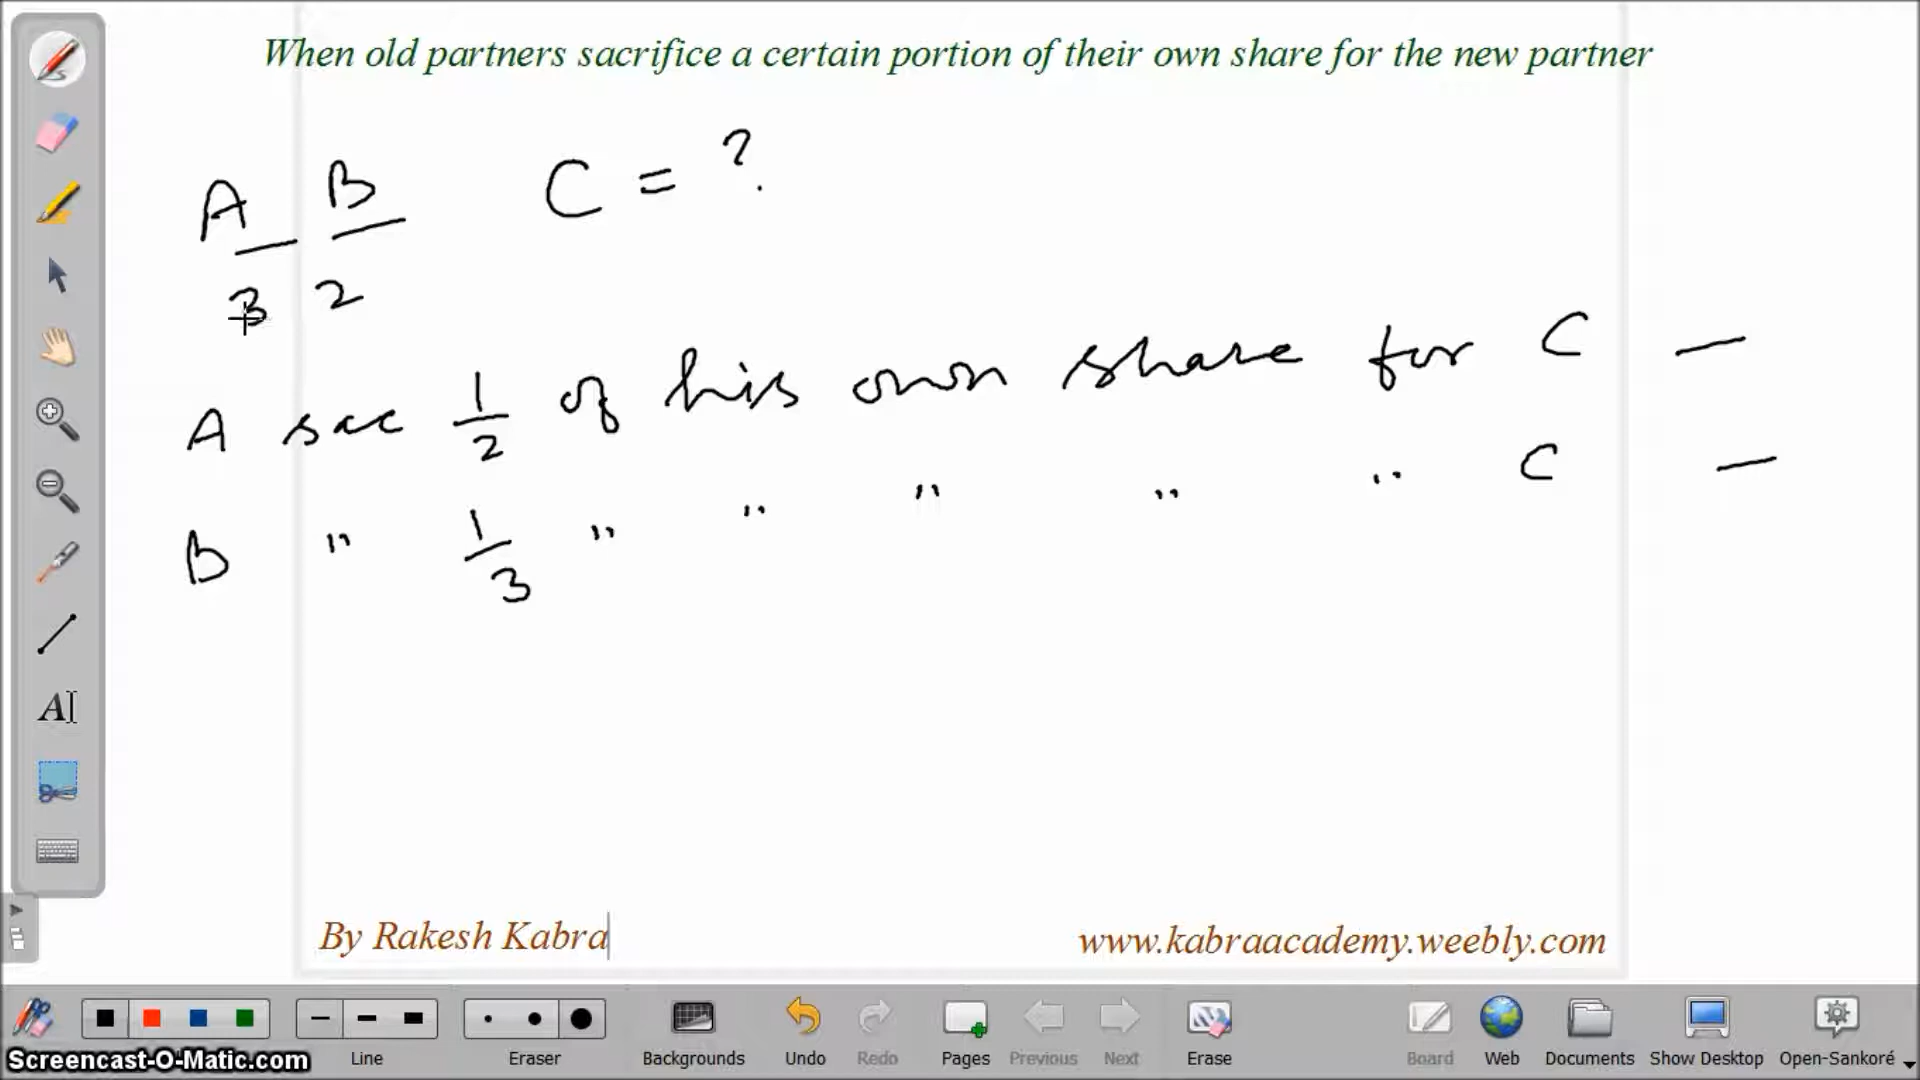 When old partners sacrifice a certain portion of their own share for the new partner
A B C = ?
3 2
A sac 1/2 of his own share for C —
B " 1/3 " " " " " C —
By Rakesh Kabra
www.kabraacademy.weebly.com
Line
Eraser
Backgrounds
Undo
Redo
Pages
Previous
Next
Erase
Board
Web
Documents
Show Desktop
Open-Sankoré
Screencast-O-Matic.com